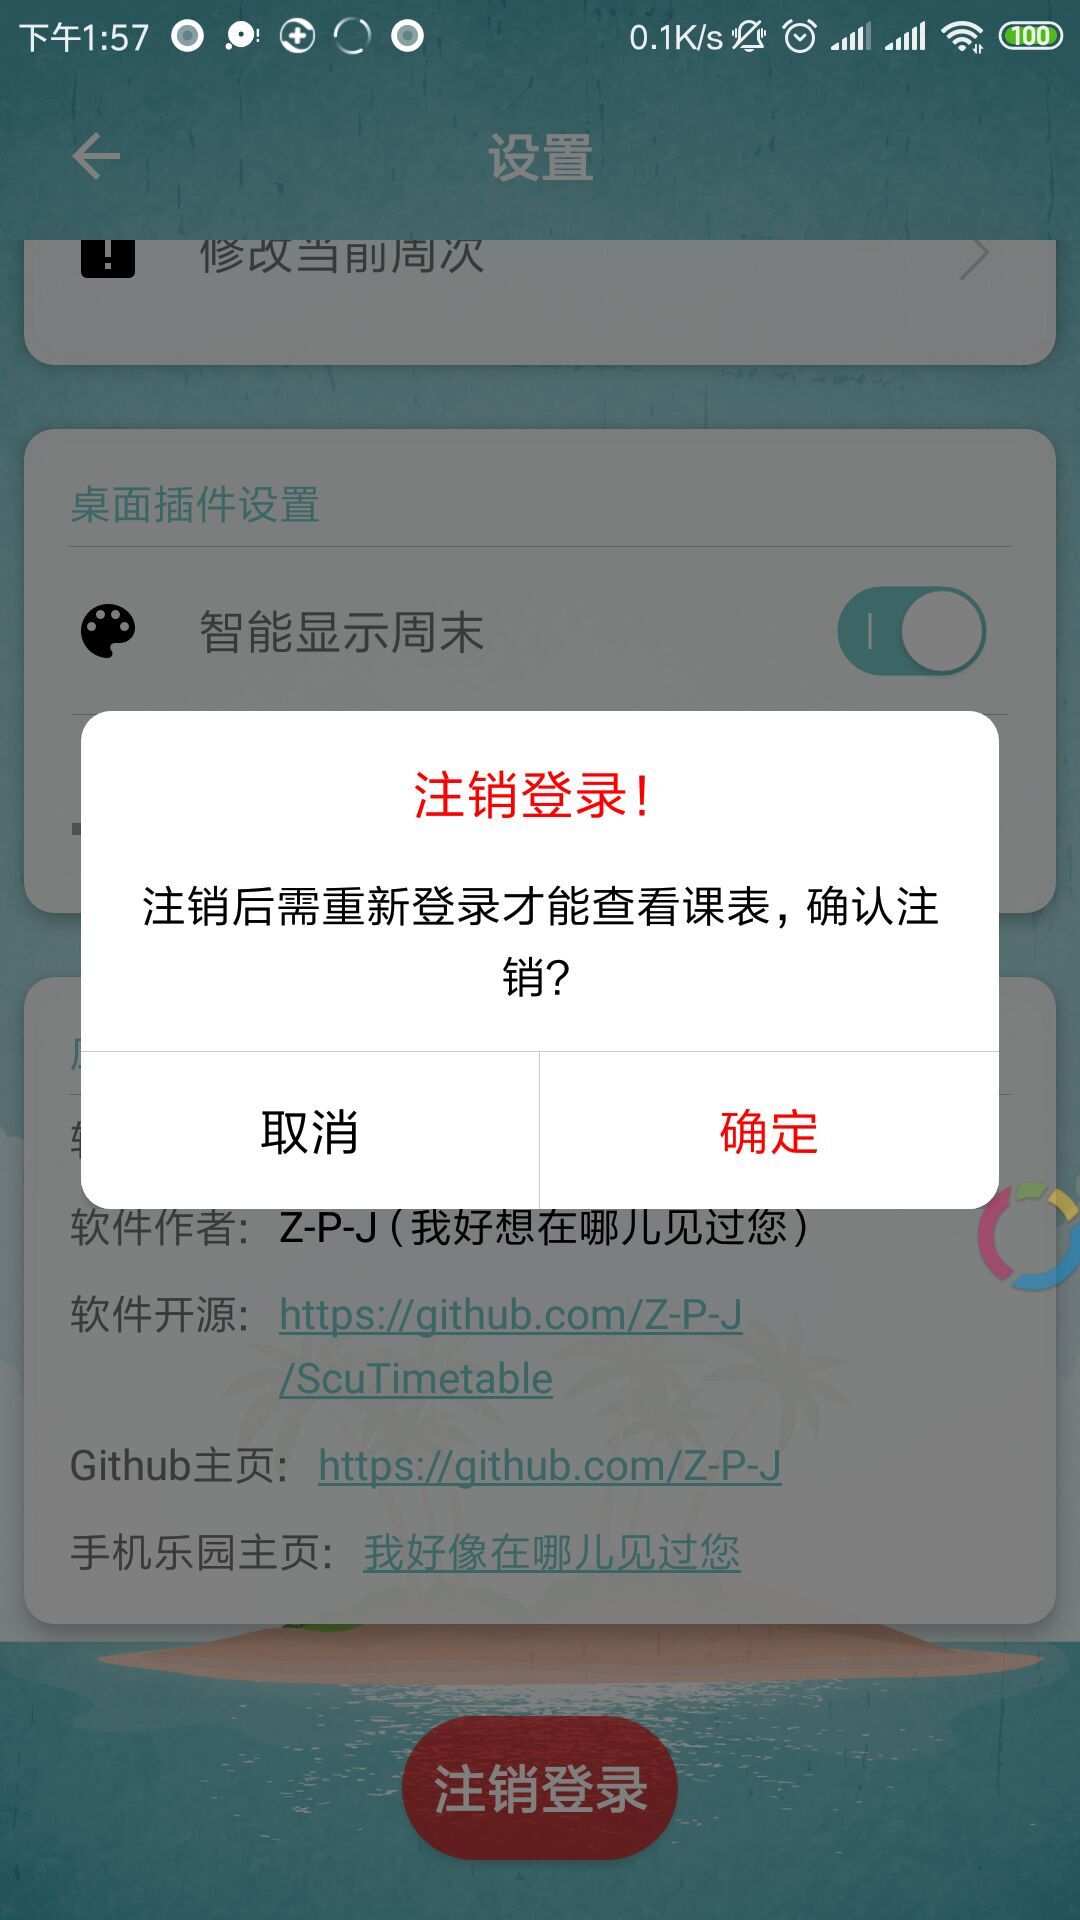 下午1:57
0.1K/s
100
设置
修改当前周次
桌面插件设置
智能显示周末
注销登录！
注销后需重新登录才能查看课表，确认注
销？
取消
确定
软件作者：
Z-P-J（我好想在哪儿见过您）
软件开源：
https://github.com/Z-P-J
/ScuTimetable
Github主页：
https://github.com/Z-P-J
手机乐园主页：
我好像在哪儿见过您
注销登录